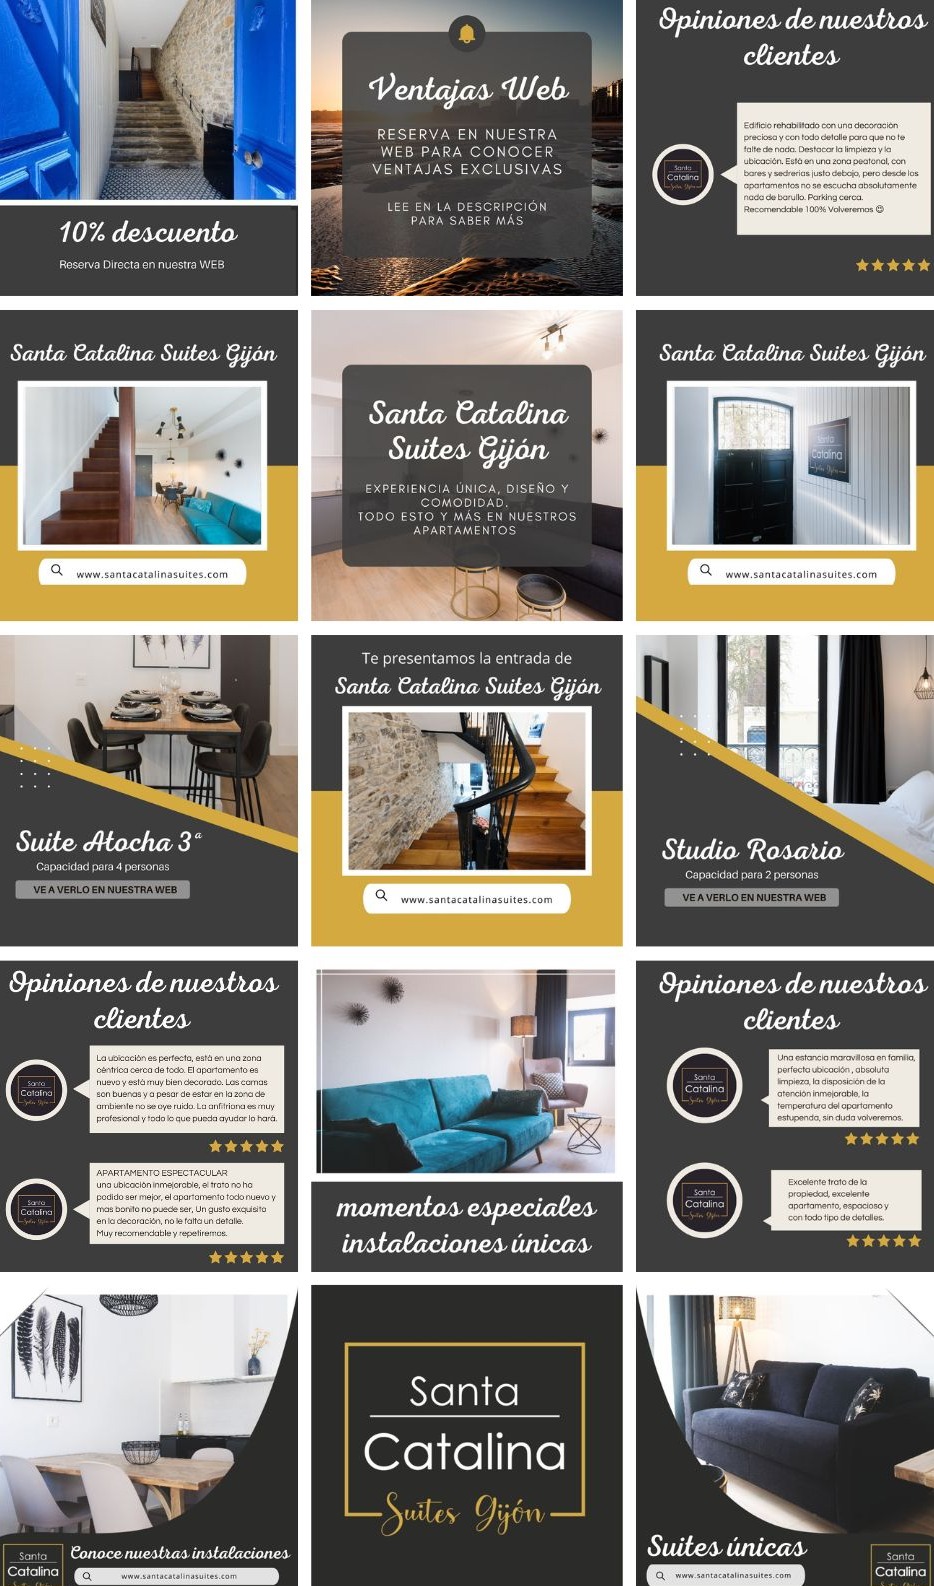 10% descuento
Reserva Directa en nuestra WEB
Ventajas Web
RESERVA EN NUESTRA
WEB PARA CONOCER
VENTAJAS EXCLUSIVAS
LEE EN LA DESCRIPCIÓN
PARA SABER MÁS
Opiniones de nuestros
clientes
Santa
Catalina
Suites Gijón
Edificio rehabilitado con una decoración
preciosa y con todo detalle para que no te
falte de nada. Destacar la limpieza y la
ubicación. Está en una zona peatonal, con
bares y sedrerias justo debajo, pero desde los
apartamentos no se escucha absolutamente
nada de barullo. Parking cerca.
Recomendable 100% Volveremos 😊
Santa Catalina Suites Gijón
www.santacatalinasuites.com
Santa Catalina
Suites Gijón
EXPERIENCIA ÚNICA, DISEÑO Y
COMODIDAD.
TODO ESTO Y MÁS EN NUESTROS
APARTAMENTOS
Santa Catalina Suites Gijón
Santa
Catalina
Suites Gijón
www.santacatalinasuites.com
Suite Atocha 3ª
Capacidad para 4 personas
VE A VERLO EN NUESTRA WEB
Te presentamos la entrada de
Santa Catalina Suites Gijón
www.santacatalinasuites.com
Studio Rosario
Capacidad para 2 personas
VE A VERLO EN NUESTRA WEB
Opiniones de nuestros
clientes
Santa
Catalina
Suites Gijón
La ubicación es perfecta, está en una zona
céntrica cerca de todo. El apartamento es
nuevo y está muy bien decorado. Las camas
son buenas y a pesar de estar en la zona de
ambiente no se oye ruido. La anfitriona es muy
profesional y todo lo que pueda ayudar lo hará.
Santa
Catalina
Suites Gijón
APARTAMENTO ESPECTACULAR
una ubicación inmejorable, el trato no ha
podido ser mejor, el apartamento todo nuevo y
mas bonito no puede ser, Un gusto exquisito
en la decoración, no le falta un detalle.
Muy recomendable y repetiremos.
momentos especiales
instalaciones únicas
Opiniones de nuestros
clientes
Santa
Catalina
Suites Gijón
Una estancia maravillosa en familia,
perfecta ubicación , absoluta
limpieza, la disposición de la
atención inmejorable, la
temperatura del apartamento
estupenda, sin duda volveremos.
Santa
Catalina
Suites Gijón
Excelente trato de la
propiedad, excelente
apartamento, espacioso y
con todo tipo de detalles.
Santa
Catalina
Conoce nuestras instalaciones
www.santacatalinasuites.com
Santa
Catalina
Suites Gijón
Suites únicas
www.santacatalinasuites.com
Santa
Catalina